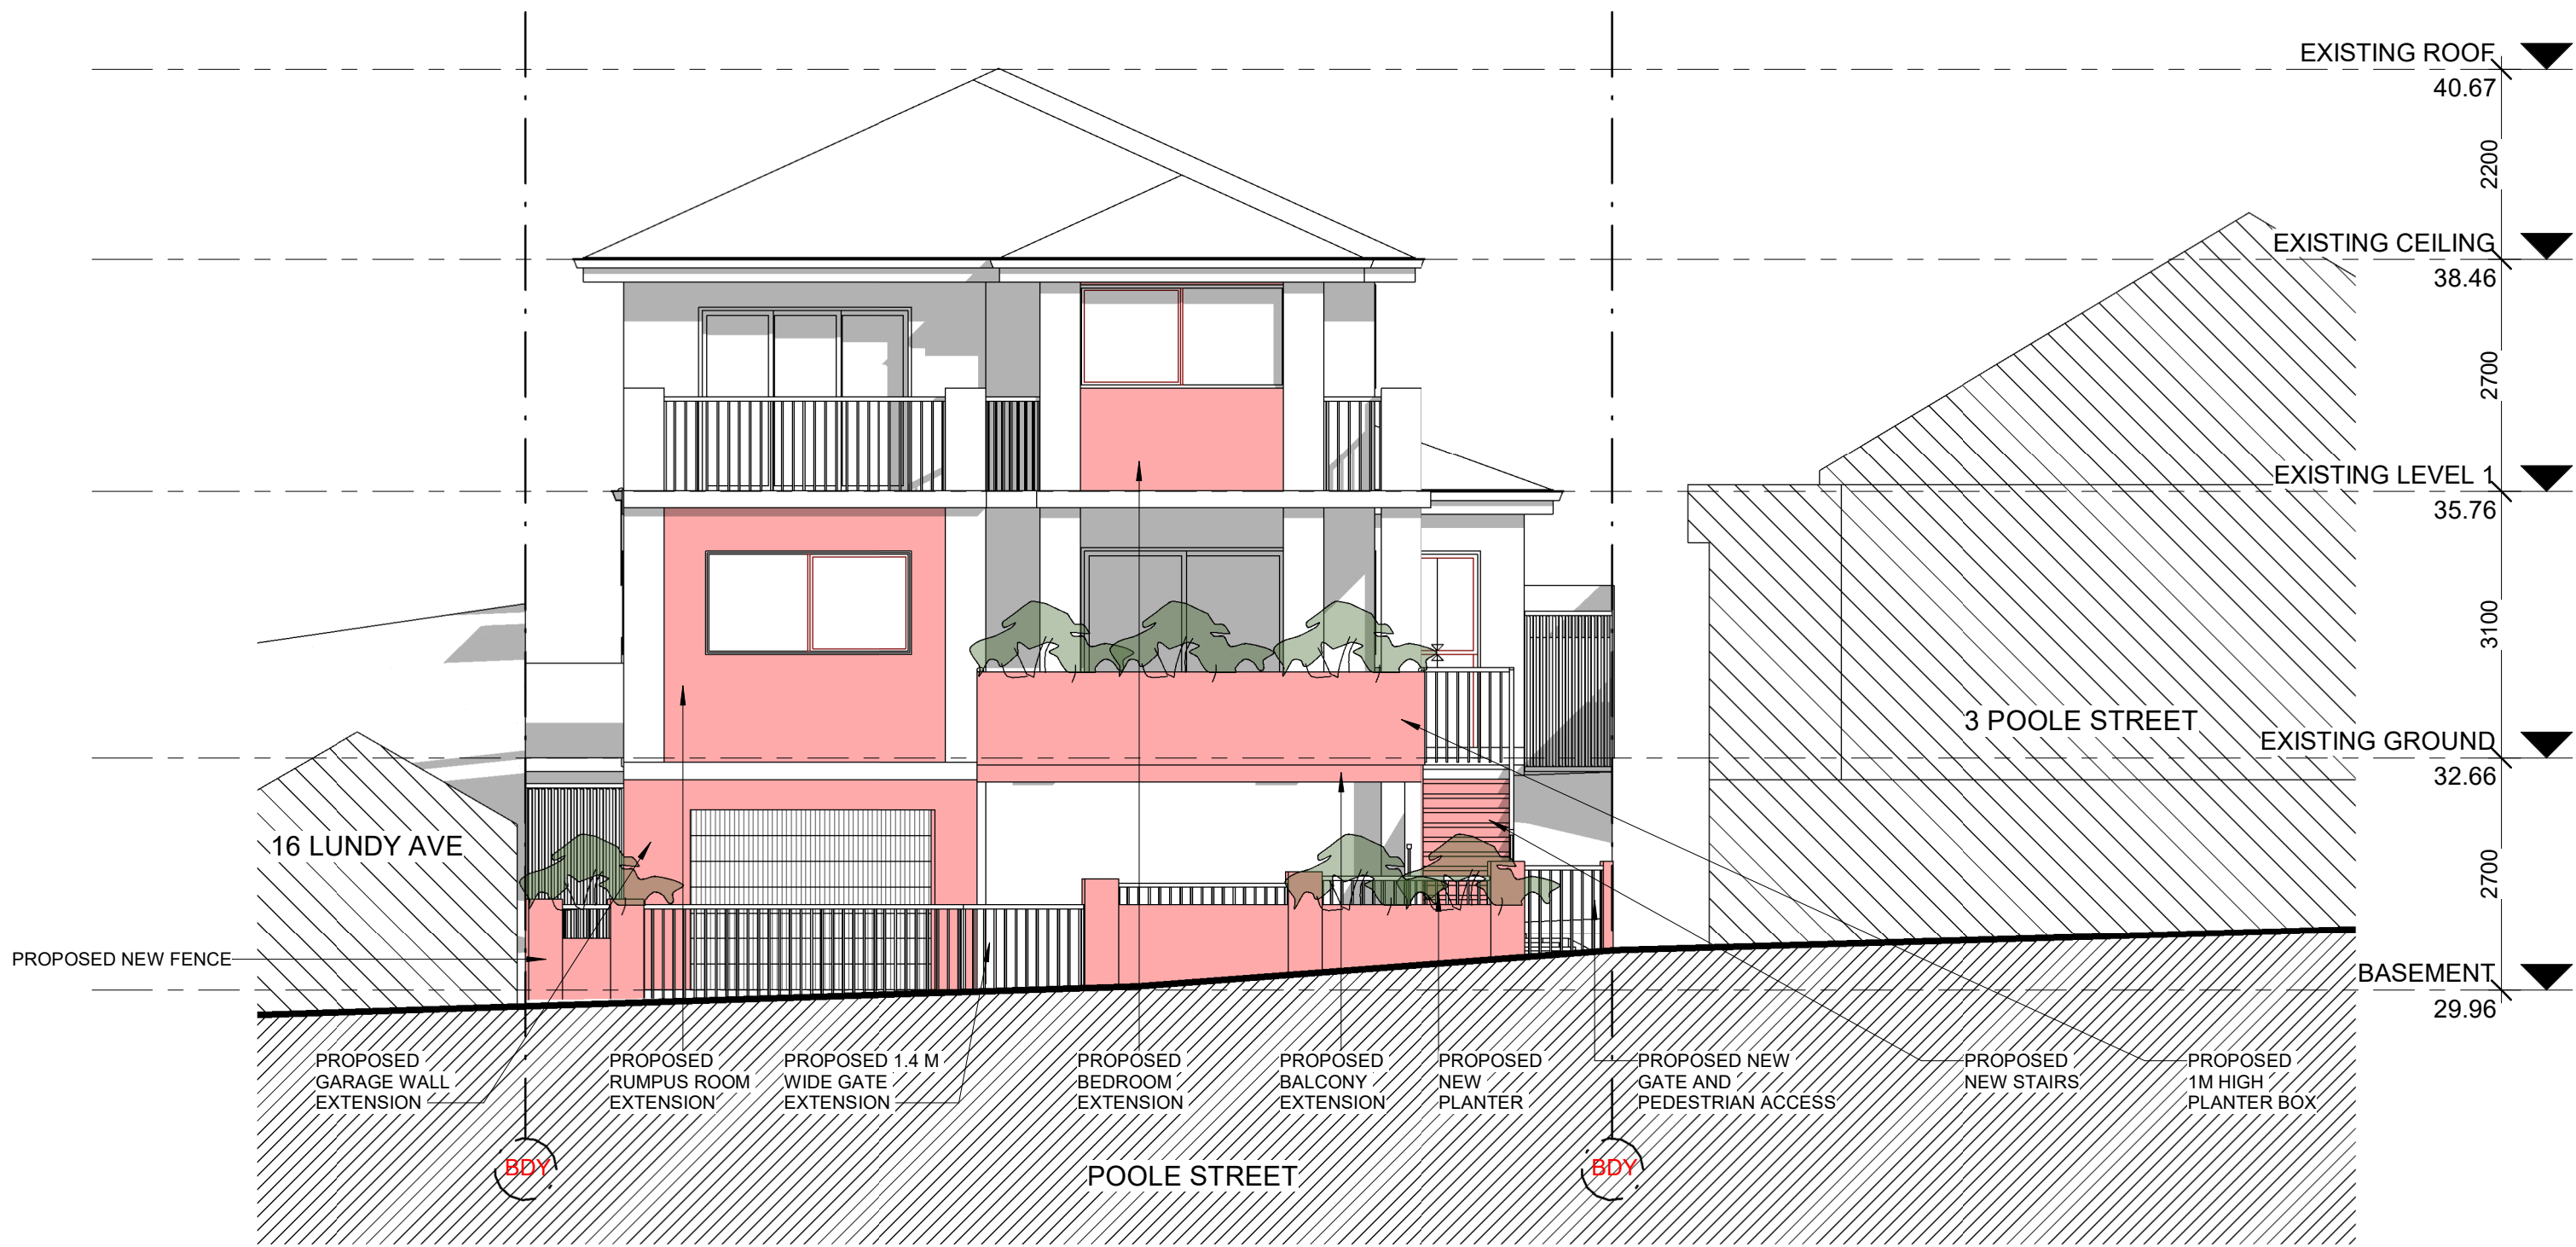 EXISTING ROOF
40.67
2200
EXISTING CEILING
38.46
2700
EXISTING LEVEL 1
35.76
3100
3 POOLE STREET
EXISTING GROUND
32.66
16 LUNDY AVE
2700
PROPOSED NEW FENCE
BASEMENT
29.96
PROPOSED
GARAGE WALL
EXTENSION
PROPOSED
RUMPUS ROOM
EXTENSION
PROPOSED 1.4 M
WIDE GATE
EXTENSION
PROPOSED
BEDROOM
EXTENSION
PROPOSED
BALCONY
EXTENSION
PROPOSED
NEW
PLANTER
PROPOSED NEW
GATE AND
PEDESTRIAN ACCESS
PROPOSED
NEW STAIRS
PROPOSED
1M HIGH
PLANTER BOX
BDY
POOLE STREET
BDY